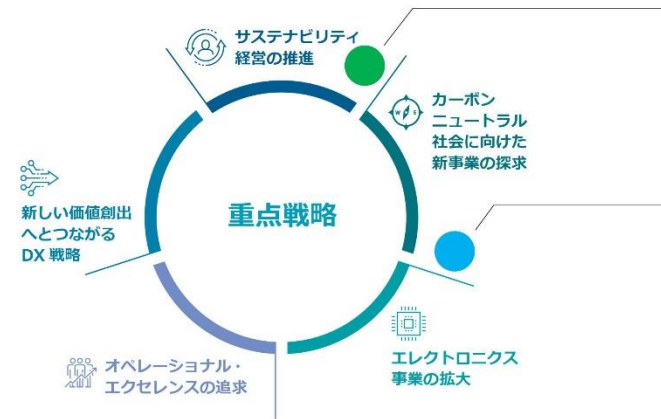 サステナビリティ
経営の推進
カーボン
ニュートラル
社会に向けた
新事業の探求
W E
重点戦略
新しい価値創出
へとつながる
DX 戦略
エレクトロニクス
事業の拡大
オペレーショナル・
エクセレンスの追求